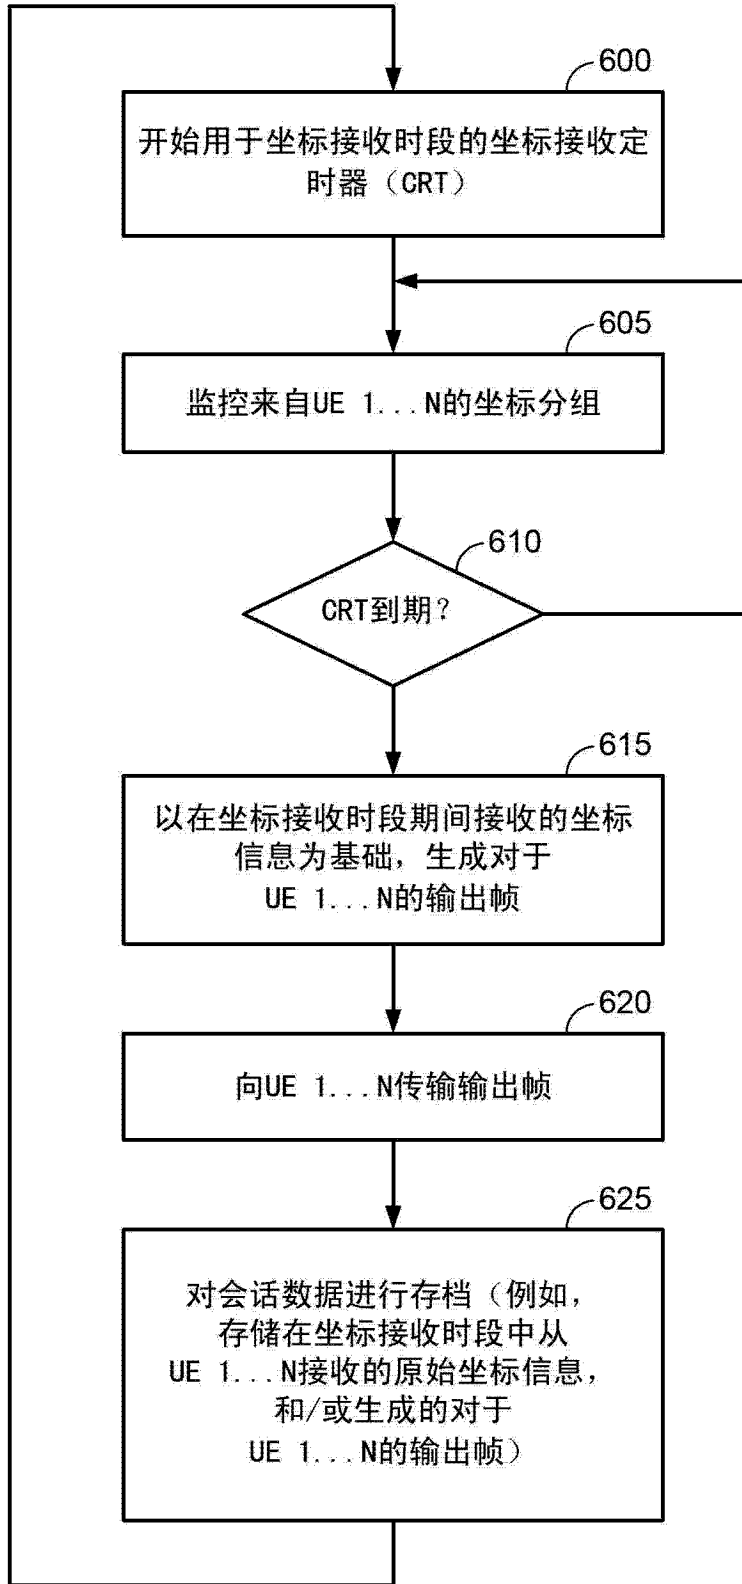 600
开始用于坐标接收时段的坐标接收定
时器（CRT）
605
监控来自UE 1...N的坐标分组
610
CRT到期？
615
以在坐标接收时段期间接收的坐标
信息为基础，生成对于
UE 1...N的输出帧
620
向UE 1...N传输输出帧
625
对会话数据进行存档（例如，
存储在坐标接收时段中从
UE 1...N接收的原始坐标信息，
和/或生成的对于
UE 1...N的输出帧）